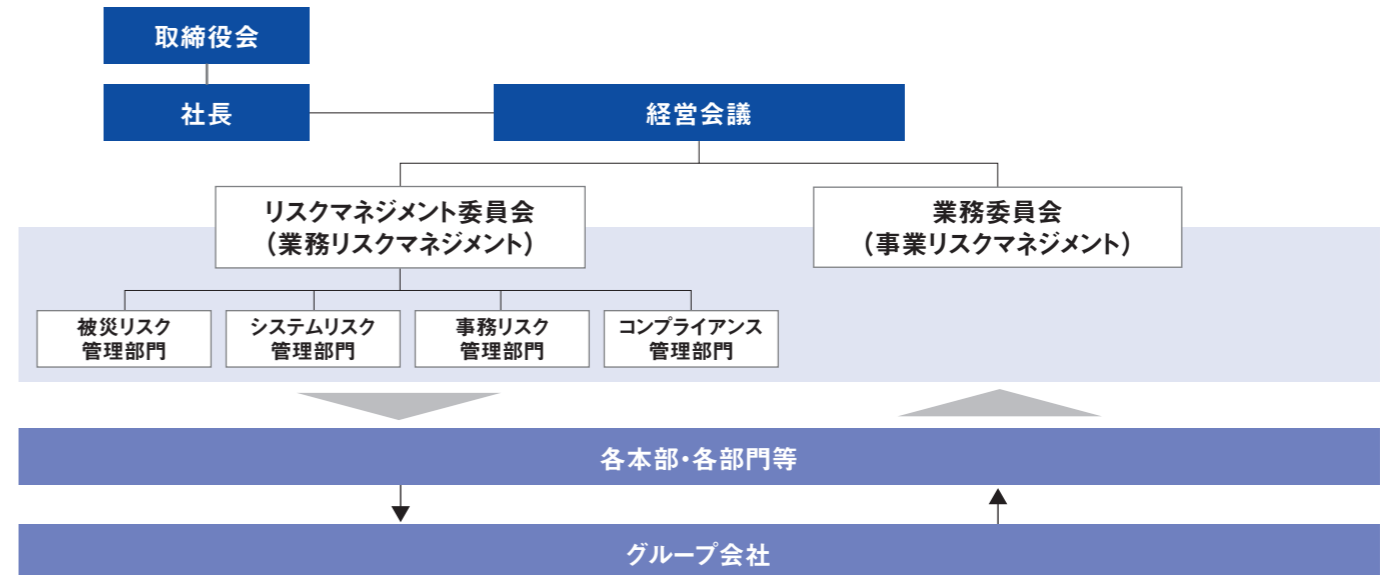 取締役会
社長
経営会議
リスクマネジメント委員会
（業務リスクマネジメント）
業務委員会
（事業リスクマネジメント）
被災リスク
管理部門
システムリスク
管理部門
事務リスク
管理部門
コンプライアンス
管理部門
各本部・各部門等
グループ会社